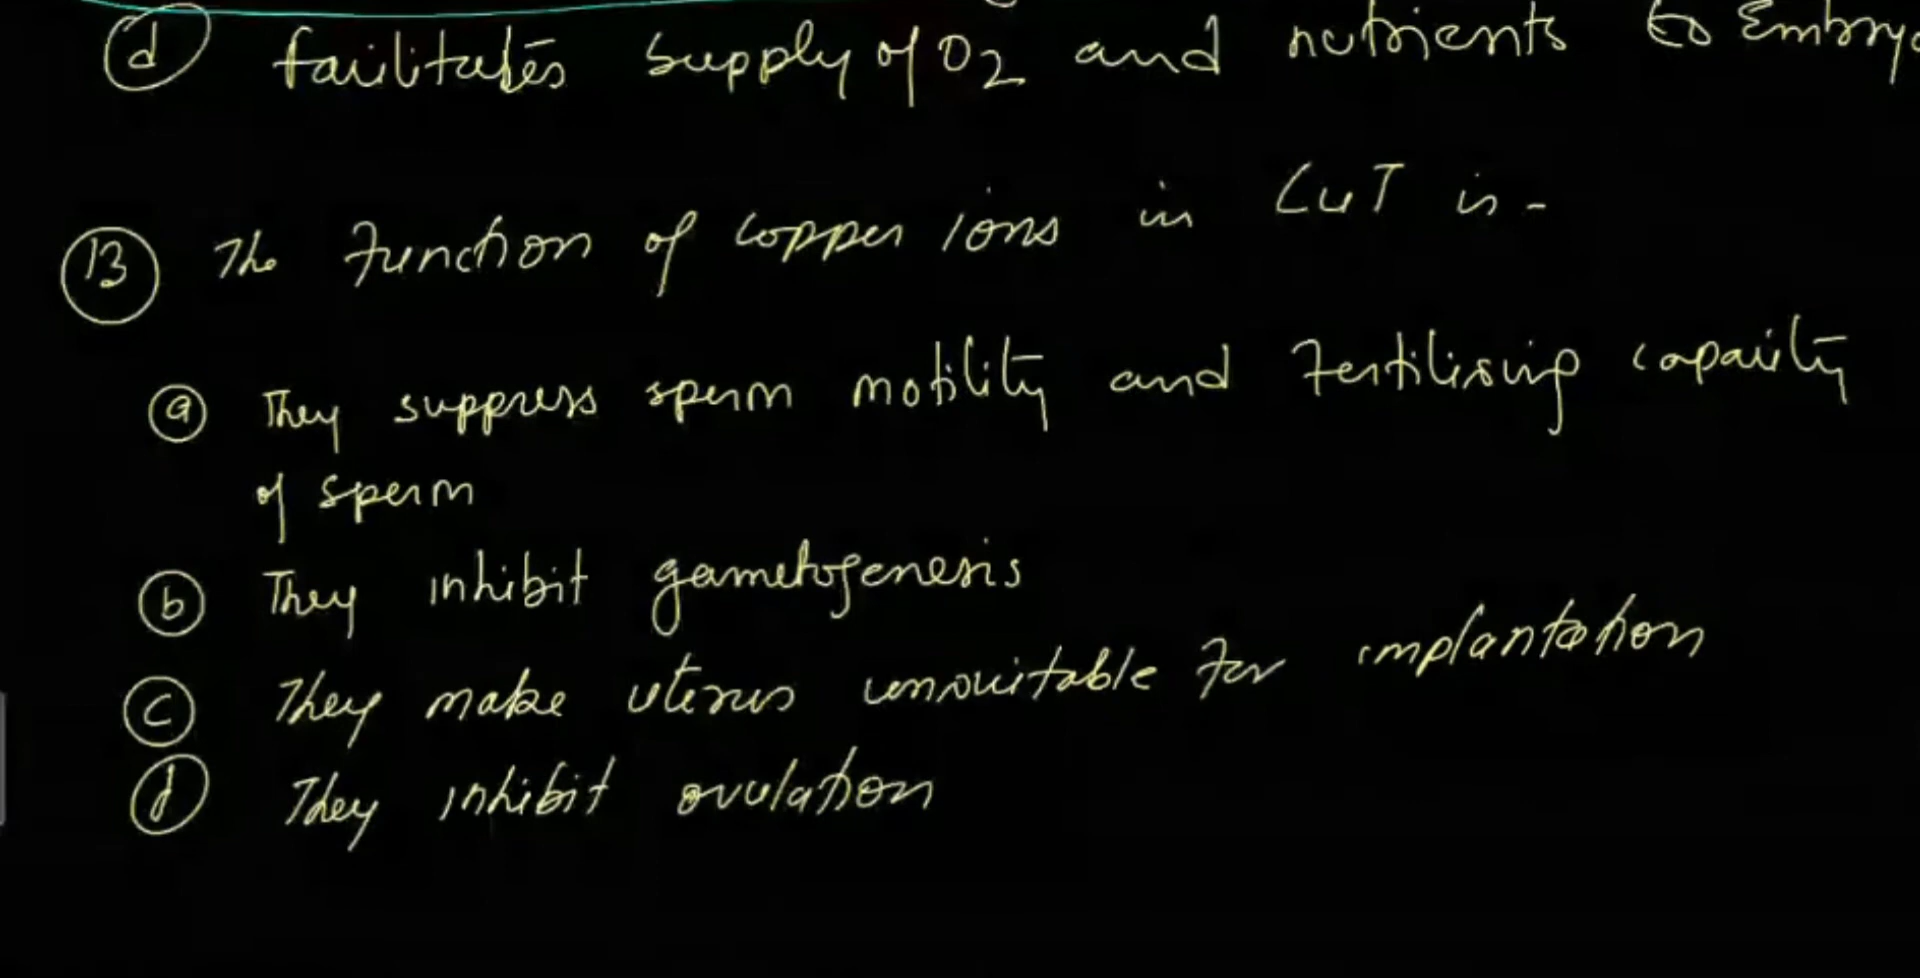 (d) facilitates supply of O2 and nutrients to Embryo
(13) The Function of copper ions in CuT is -
(a) They suppress sperm motility and Fertilising capacity
of sperm
(b) They inhibit gametogenesis
(c) They make uterus unsuitable for implantation
(d) They inhibit ovulation